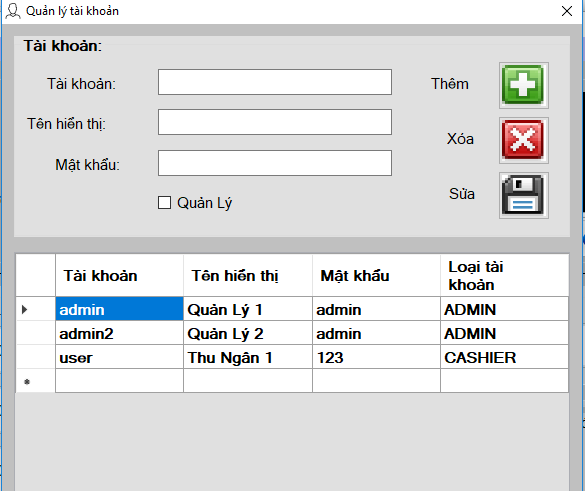 Quản lý tài khoản
Tài khoản:
Tài khoản:
Thêm
Tên hiển thị:
Xóa
Mật khẩu:
Quản Lý
Sửa
Tài khoản Tên hiển thị Mật khẩu Loại tài khoản
admin Quản Lý 1 admin ADMIN
admin2 Quản Lý 2 admin ADMIN
user Thu Ngân 1 123 CASHIER